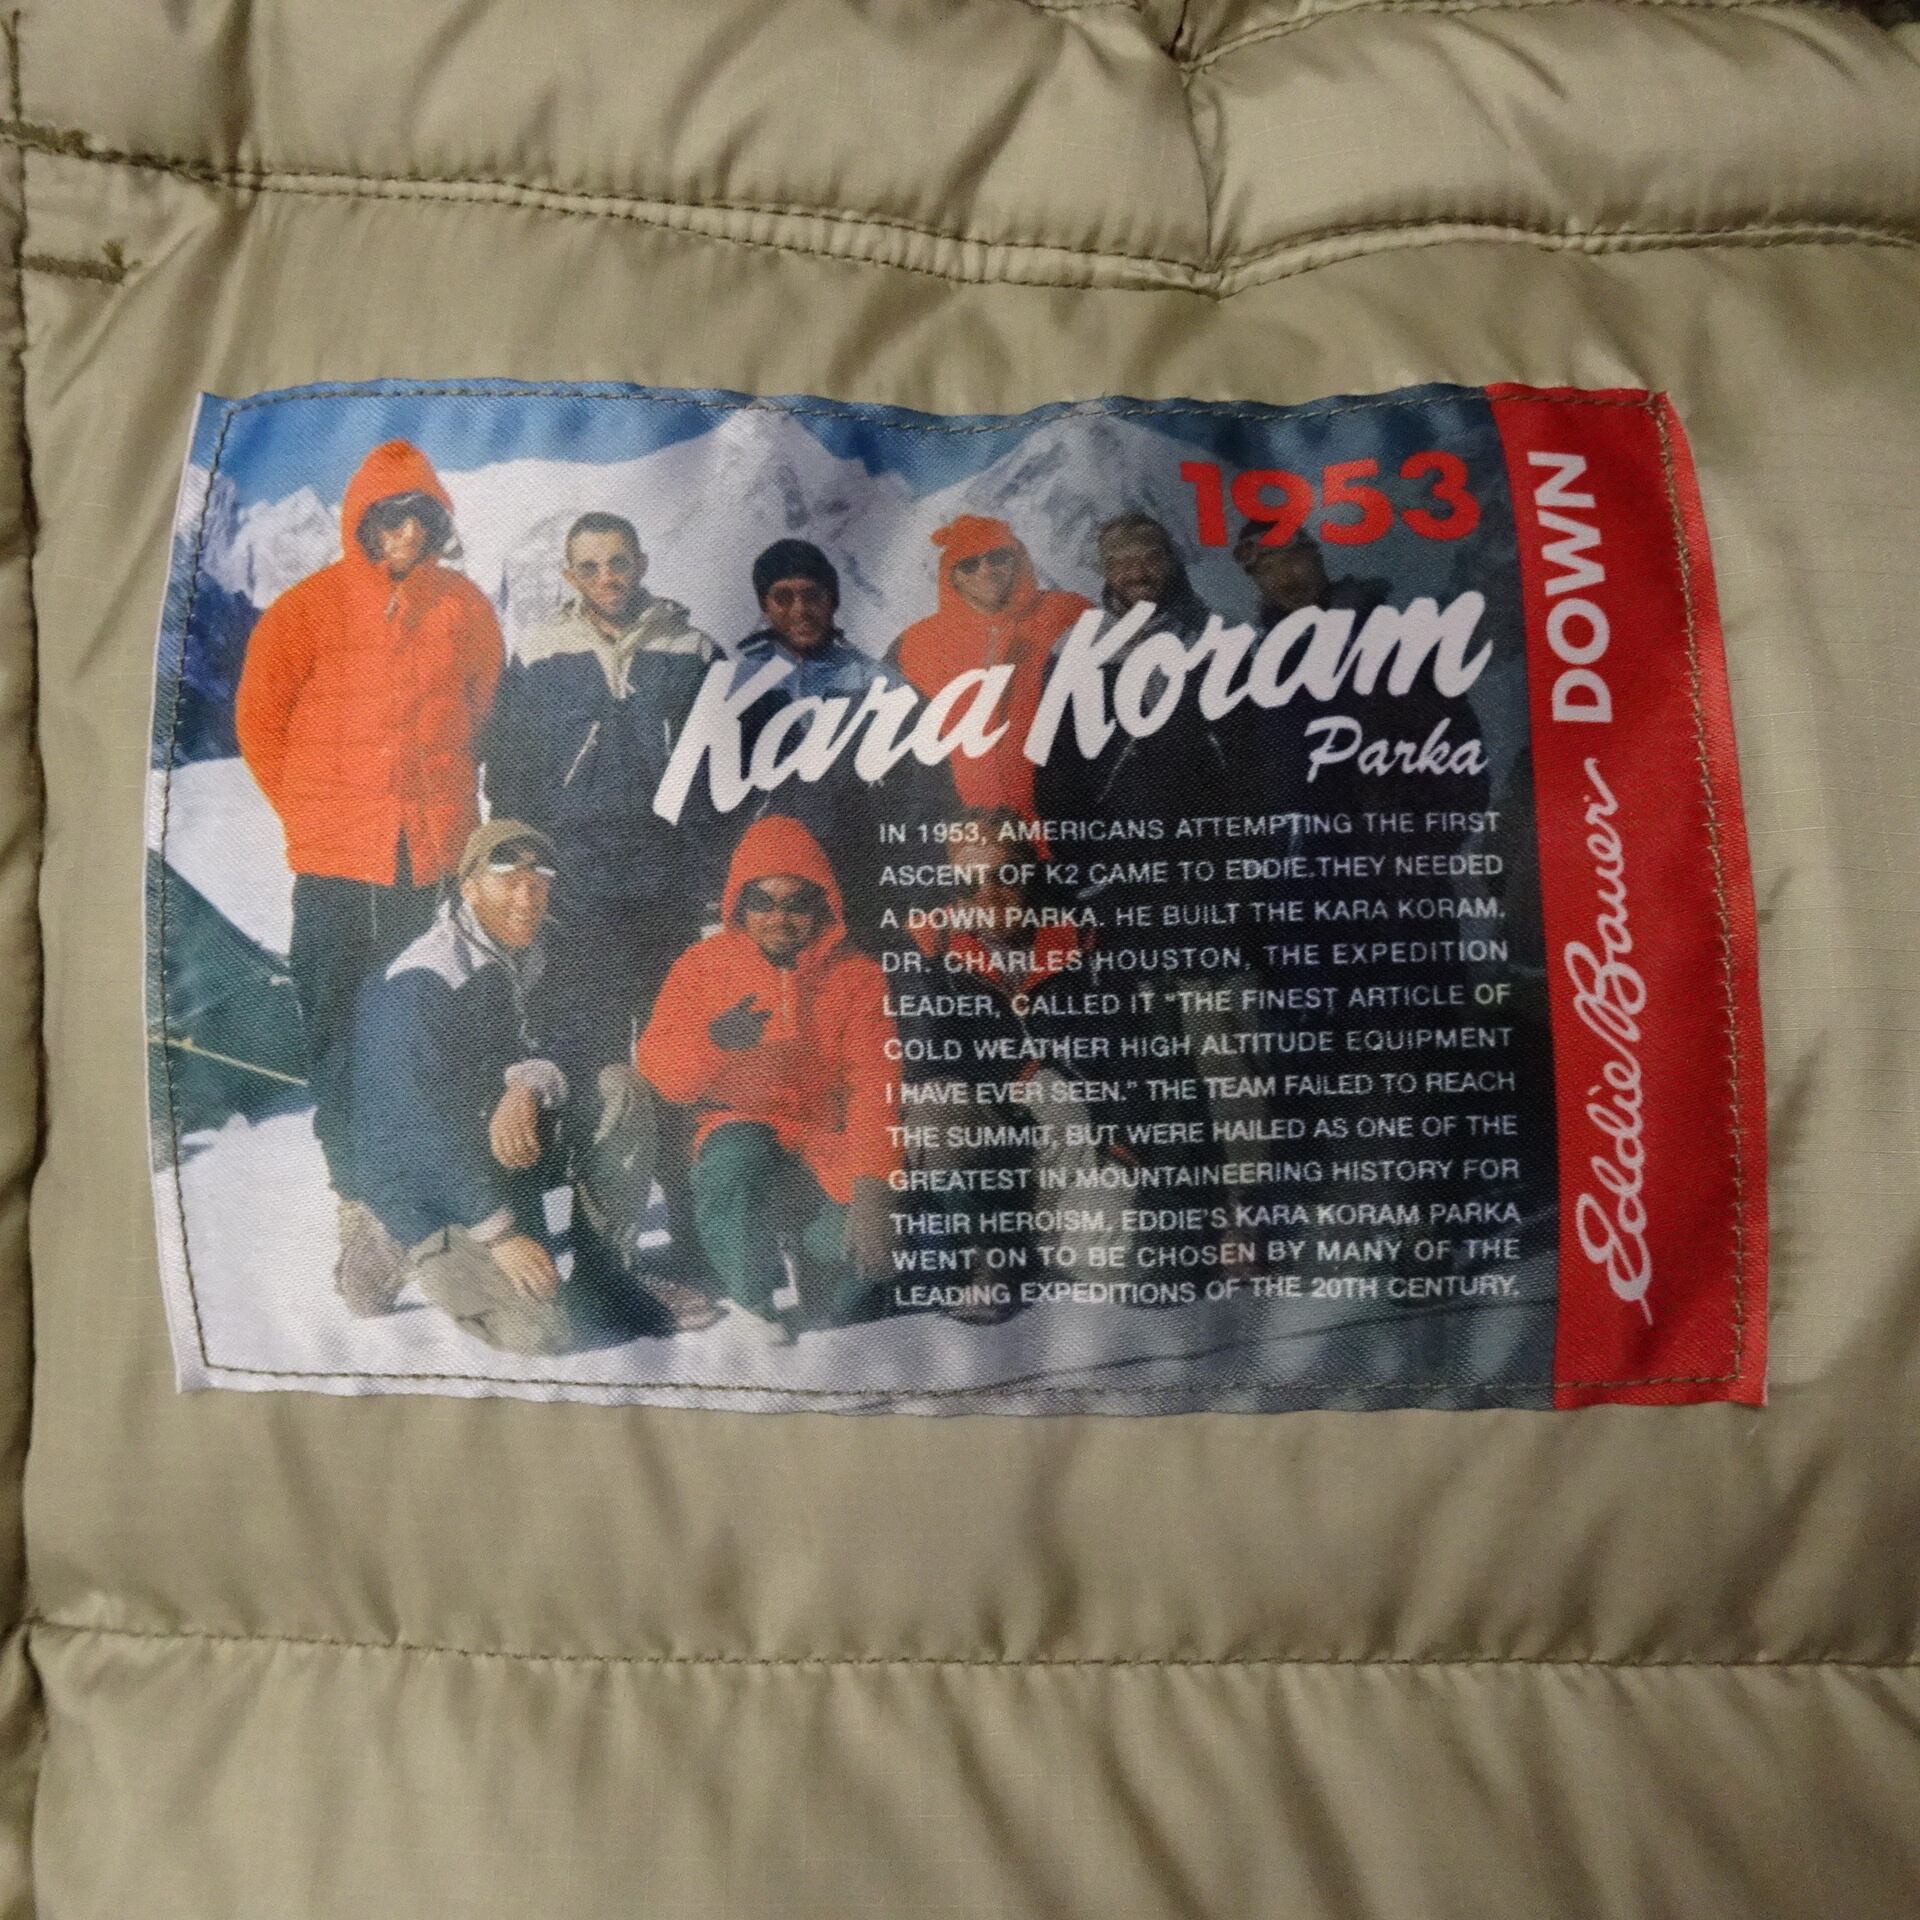 1953
Kara Koram
Parka
IN 1953, AMERICANS ATTEMPTING THE FIRST
ASCENT OF K2 CAME TO EDDIE.THEY NEEDED
A DOWN PARKA. HE BUILT THE KARA KORAM.
DR. CHARLES HOUSTON, THE EXPEDITION
LEADER, CALLED IT "THE FINEST ARTICLE OF
COLD WEATHER HIGH ALTITUDE EQUIPMENT
I HAVE EVER SEEN." THE TEAM FAILED TO REACH
THE SUMMIT, BUT WERE HAILED AS ONE OF THE
GREATEST IN MOUNTAINEERING HISTORY FOR
THEIR HEROISM. EDDIE'S KARA KORAM PARKA
WENT ON TO BE CHOSEN BY MANY OF THE
LEADING EXPEDITIONS OF THE 20TH CENTURY.
Eddie Bauer DOWN